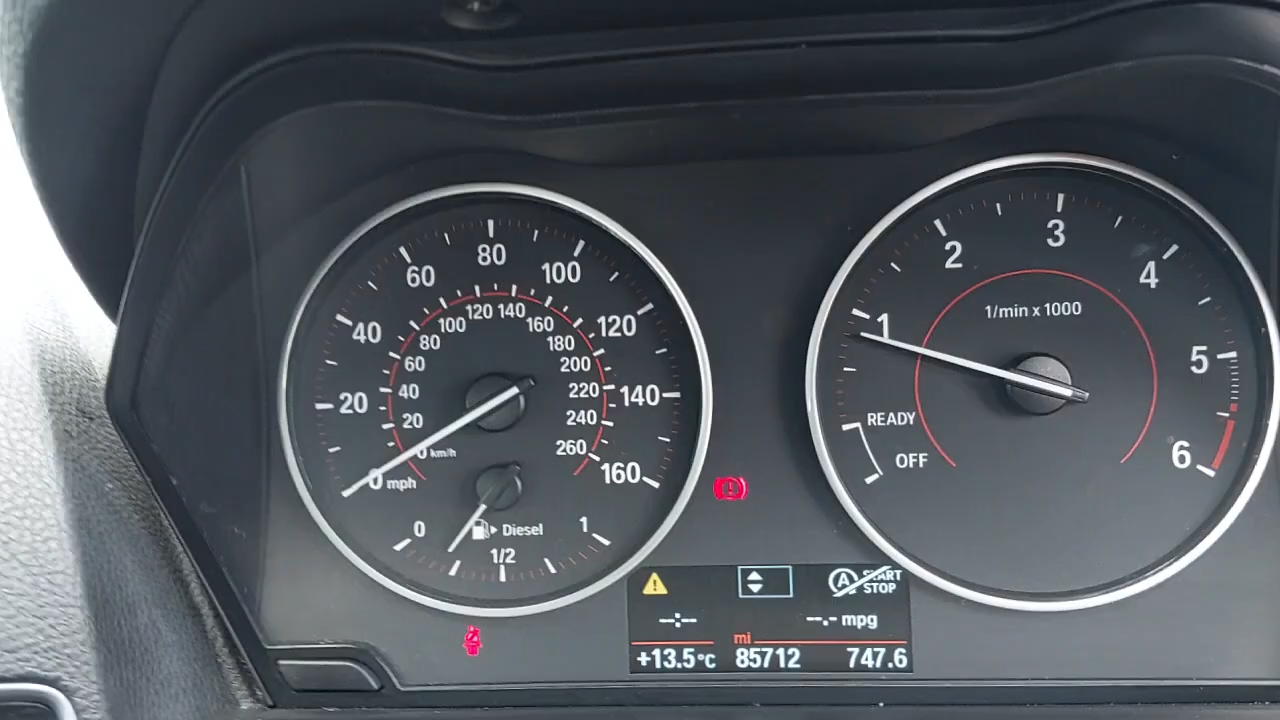 20 40 60 80 100 120 140 160
0 mph
20 40 60 80 100 120 140 160 180 200 220 240 260
0 km/h
0 Diesel 1
1/2
1 2 3 4 5 6
1/min x 1000
READY
OFF
A START
STOP
--:-- --.- mpg
mi
+13.5°C 85712 747.6